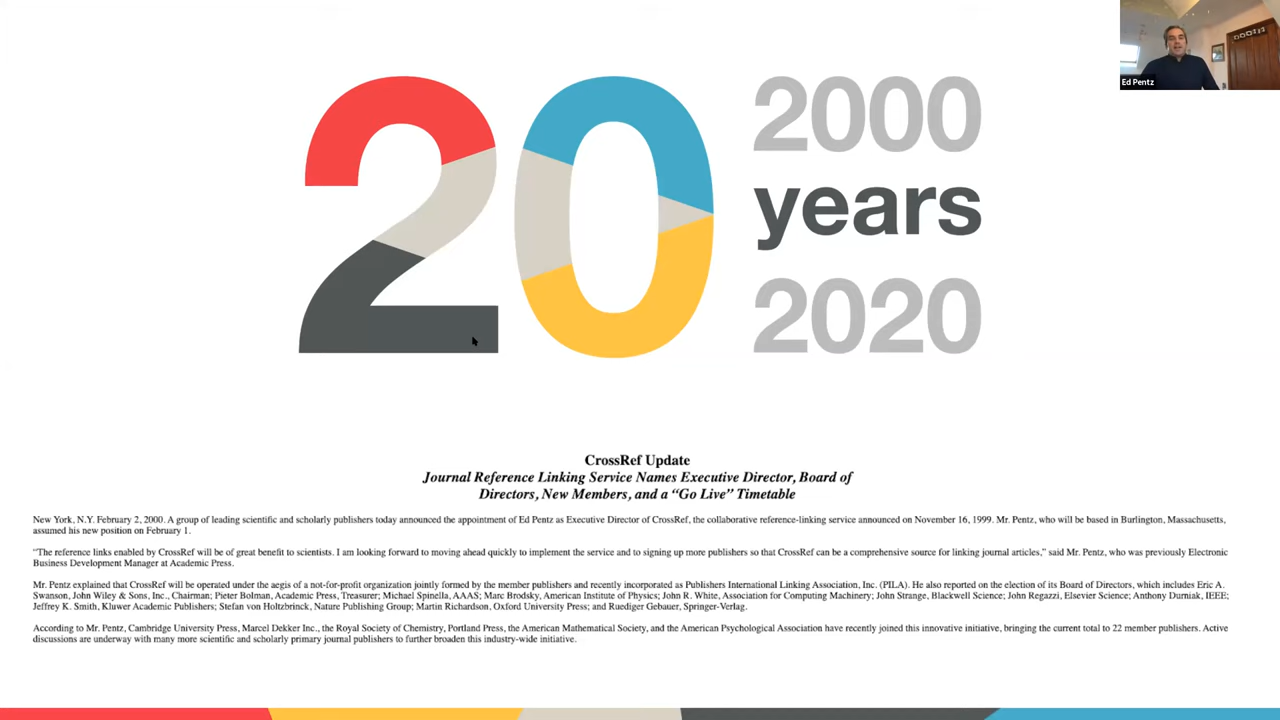 20
2000
years
2020
Ed Pentz
CrossRef Update
Journal Reference Linking Service Names Executive Director, Board of
Directors, New Members, and a “Go Live” Timetable
New York, N.Y. February 2, 2000. A group of leading scientific and scholarly publishers today announced the appointment of Ed Pentz as Executive Director of CrossRef, the collaborative reference-linking service announced on November 16, 1999. Mr. Pentz, who will be based in Burlington, Massachusetts,
assumed his new position on February 1.
“The reference links enabled by CrossRef will be of great benefit to scientists. I am looking forward to moving ahead quickly to implement the service and to signing up more publishers so that CrossRef can be a comprehensive source for linking journal articles,” said Mr. Pentz, who was previously Electronic
Business Development Manager at Academic Press.
Mr. Pentz explained that CrossRef will be operated under the aegis of a not-for-profit organization jointly formed by the member publishers and recently incorporated as Publishers International Linking Association, Inc. (PILA). He also reported on the election of its Board of Directors, which includes Eric A.
Swanson, John Wiley & Sons, Inc., Chairman; Pieter Bolman, Academic Press, Treasurer; Michael Spinella, AAAS; Marc Brodsky, American Institute of Physics; John R. White, Association for Computing Machinery; John Strange, Blackwell Science; John Regazzi, Elsevier Science; Anthony Durniak, IEEE;
Jeffrey K. Smith, Kluwer Academic Publishers; Stefan von Holtzbrinck, Nature Publishing Group; Martin Richardson, Oxford University Press; and Ruediger Gebauer, Springer-Verlag.
According to Mr. Pentz, Cambridge University Press, Marcel Dekker Inc., the Royal Society of Chemistry, Portland Press, the American Mathematical Society, and the American Psychological Association have recently joined this innovative initiative, bringing the current total to 22 member publishers. Active
discussions are underway with many more scientific and scholarly primary journal publishers to further broaden this industry-wide initiative.